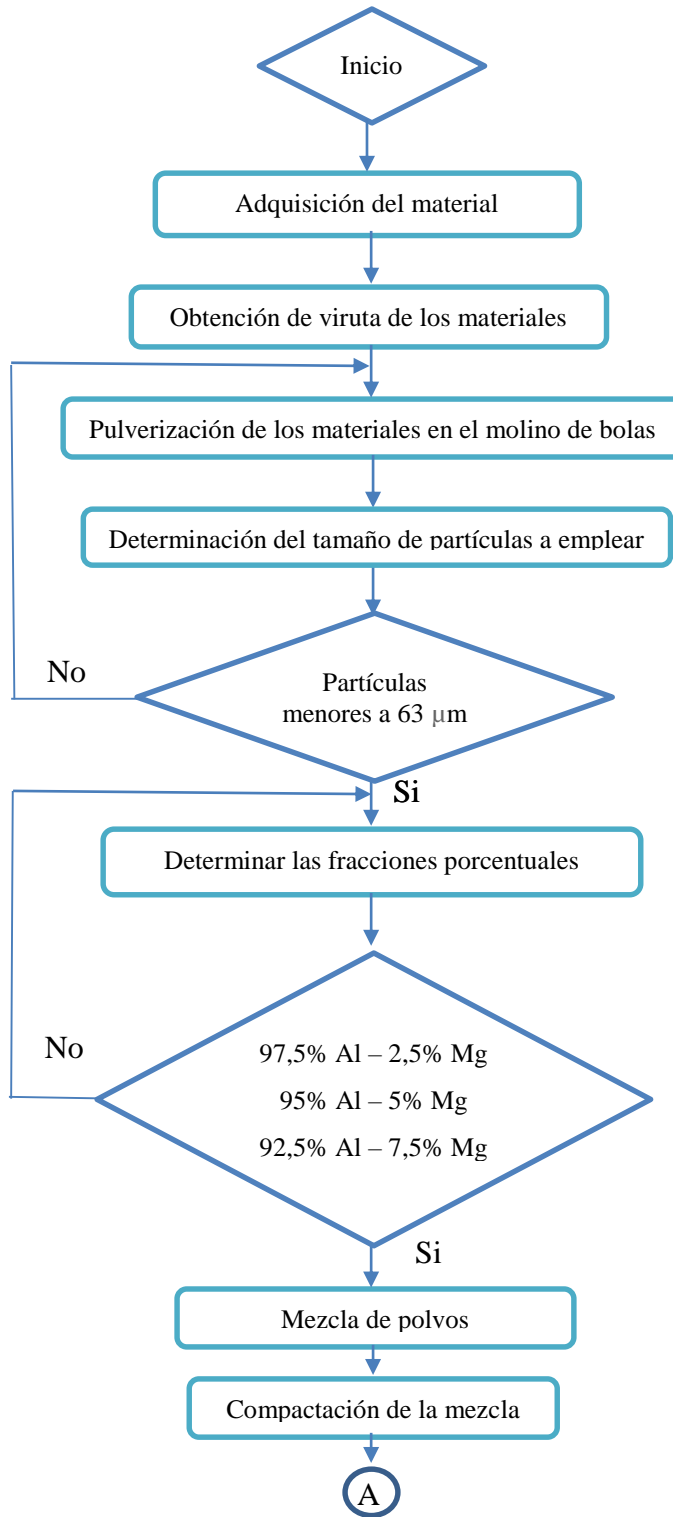 Inicio
Adquisición del material
Obtención de viruta de los materiales
Pulverización de los materiales en el molino de bolas
Determinación del tamaño de partículas a emplear
No
Partículas
menores a 63 µm
Si
Determinar las fracciones porcentuales
No
97,5% Al – 2,5% Mg
95% Al – 5% Mg
92,5% Al – 7,5% Mg
Si
Mezcla de polvos
Compactación de la mezcla
A